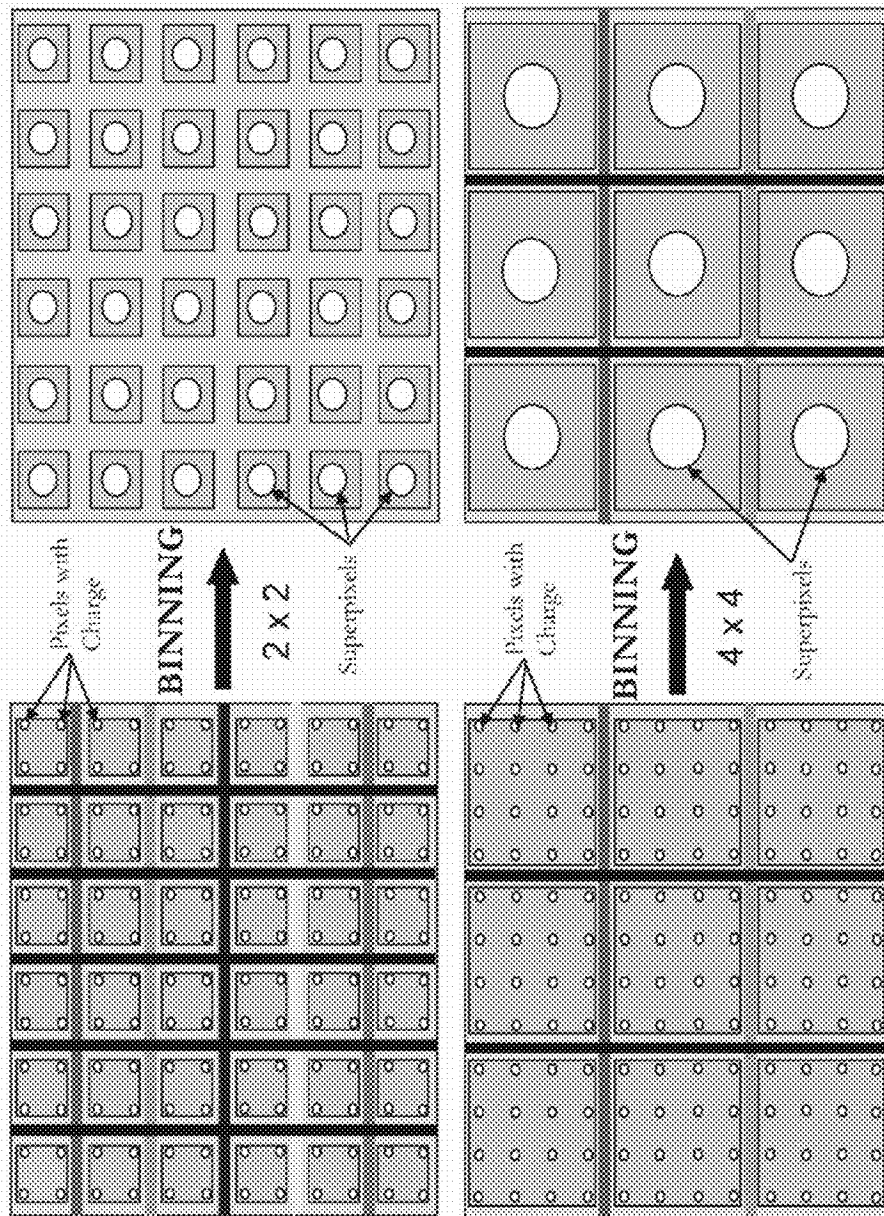 Pixels with
Charge
BINNING
2 x 2
Superpixels
Pixels with
Charge
BINNING
4 x 4
Superpixels